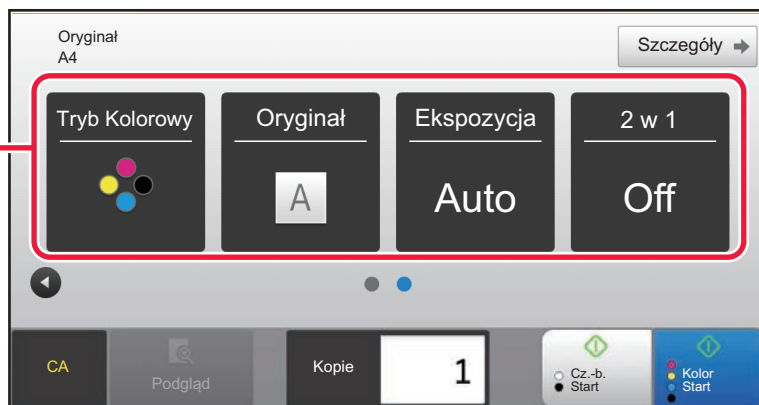 Oryginał
A4
Szczegóły
Tryb Kolorowy
Oryginał
Ekspozycja
2 w 1
A
Auto
Off
CA
Podgląd
Kopie
1
Cz.-b.
Start
Kolor
Start